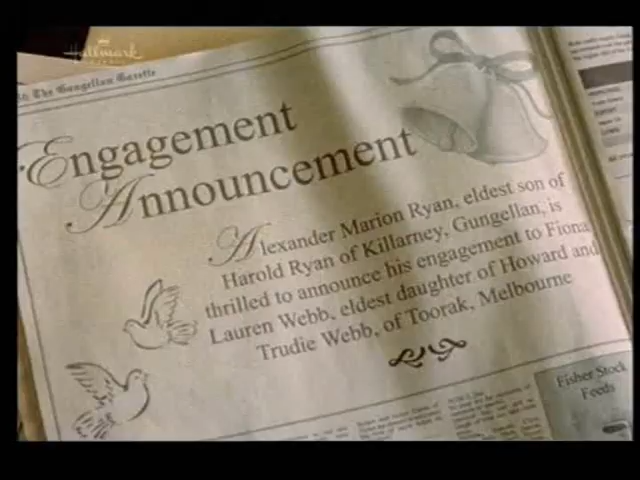 Hallmark
The Gungellan Gazette
Engagement
Announcement
Alexander Marion Ryan, eldest son of
Harold Ryan of Killarney, Gungellan, is
thrilled to announce his engagement to Fiona
Lauren Webb, eldest daughter of Howard and
Trudie Webb, of Toorak, Melbourne
Fisher Stock
Feeds